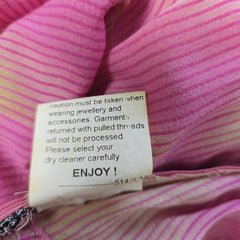 caution must be taken when
wearing jewellery and
accessories. Garments
returned with pulled threads
will not be processed.
Please select your
dry cleaner carefully
ENJOY !